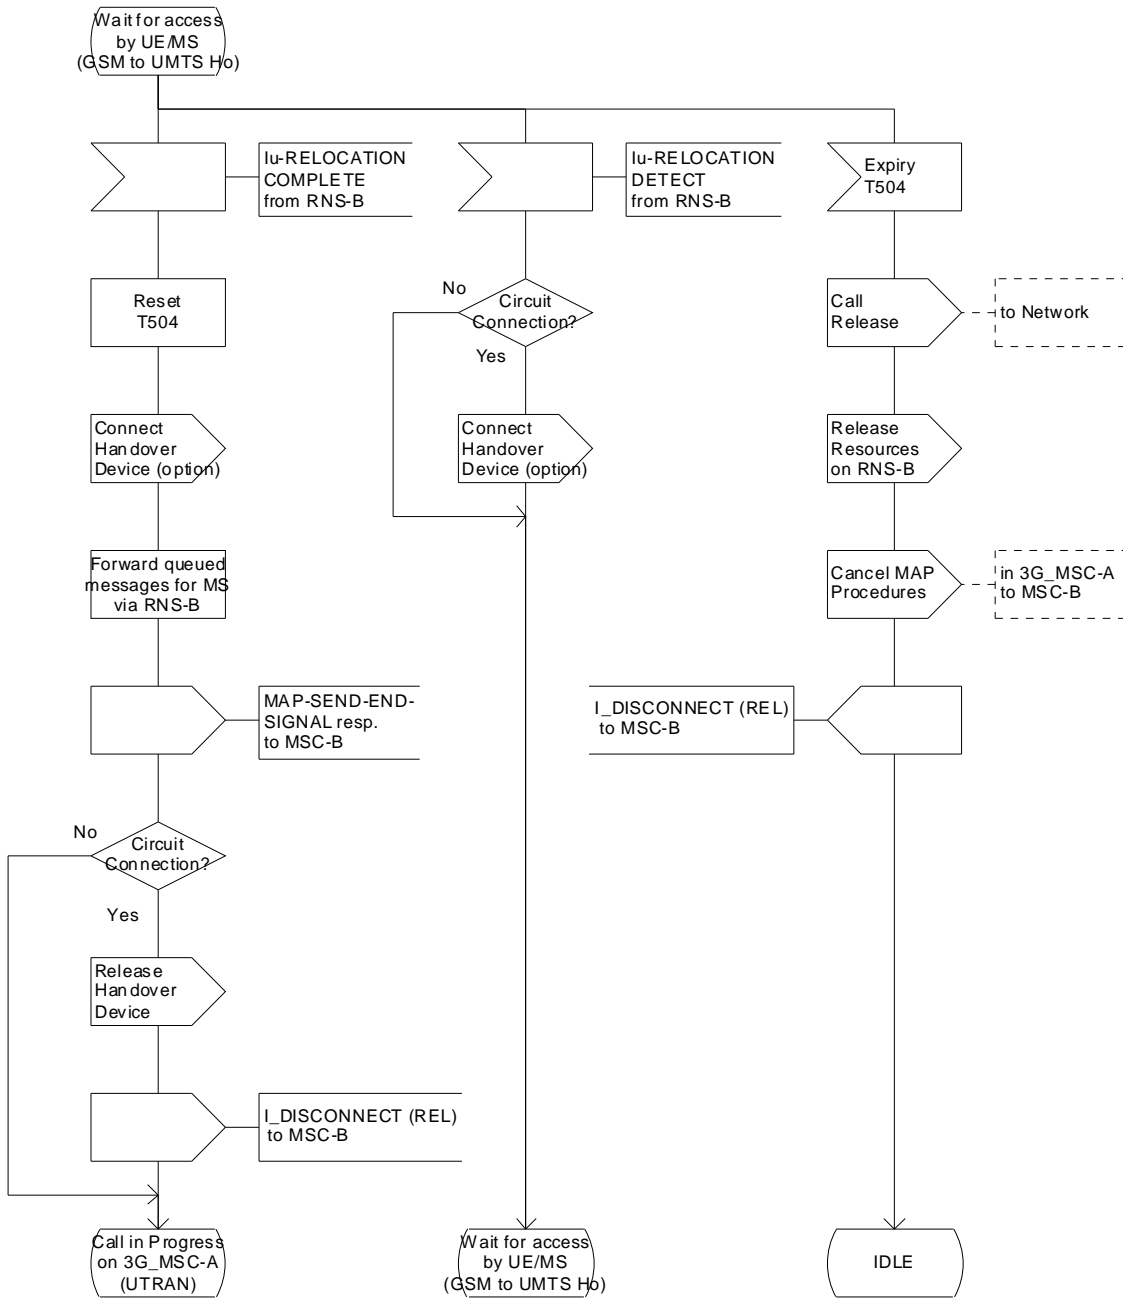 Wait for access
by UE/MS
(GSM to UMTS Ho)
Iu-RELOCATION
COMPLETE
from RNS-B
Iu-RELOCATION
DETECT
from RNS-B
Expiry
T504
Reset
T504
No
Circuit
Connection?
Yes
Call
Release
to Network
Connect
Handover
Device (option)
Connect
Handover
Device (option)
Release
Resources
on RNS-B
Forward queued
messages for MS
via RNS-B
Cancel MAP
Procedures
in 3G_MSC-A
to MSC-B
MAP-SEND-END-
SIGNAL resp.
to MSC-B
I_DISCONNECT (REL)
to MSC-B
No
Circuit
Connection?
Yes
Release
Handover
Device
I_DISCONNECT (REL)
to MSC-B
Call in Progress
on 3G_MSC-A
(UTRAN)
Wait for access
by UE/MS
(GSM to UMTS Ho)
IDLE